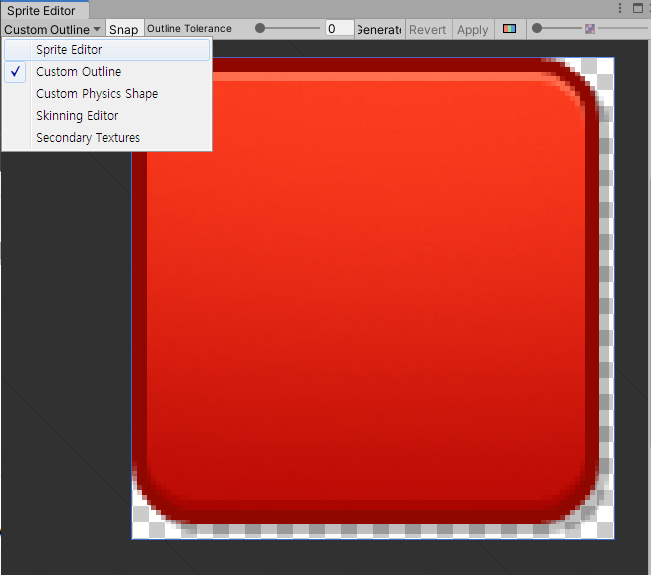 Sprite Editor
Custom Outline Snap Outline Tolerance 0 Generate Revert Apply
Sprite Editor
Custom Outline
Custom Physics Shape
Skinning Editor
Secondary Textures